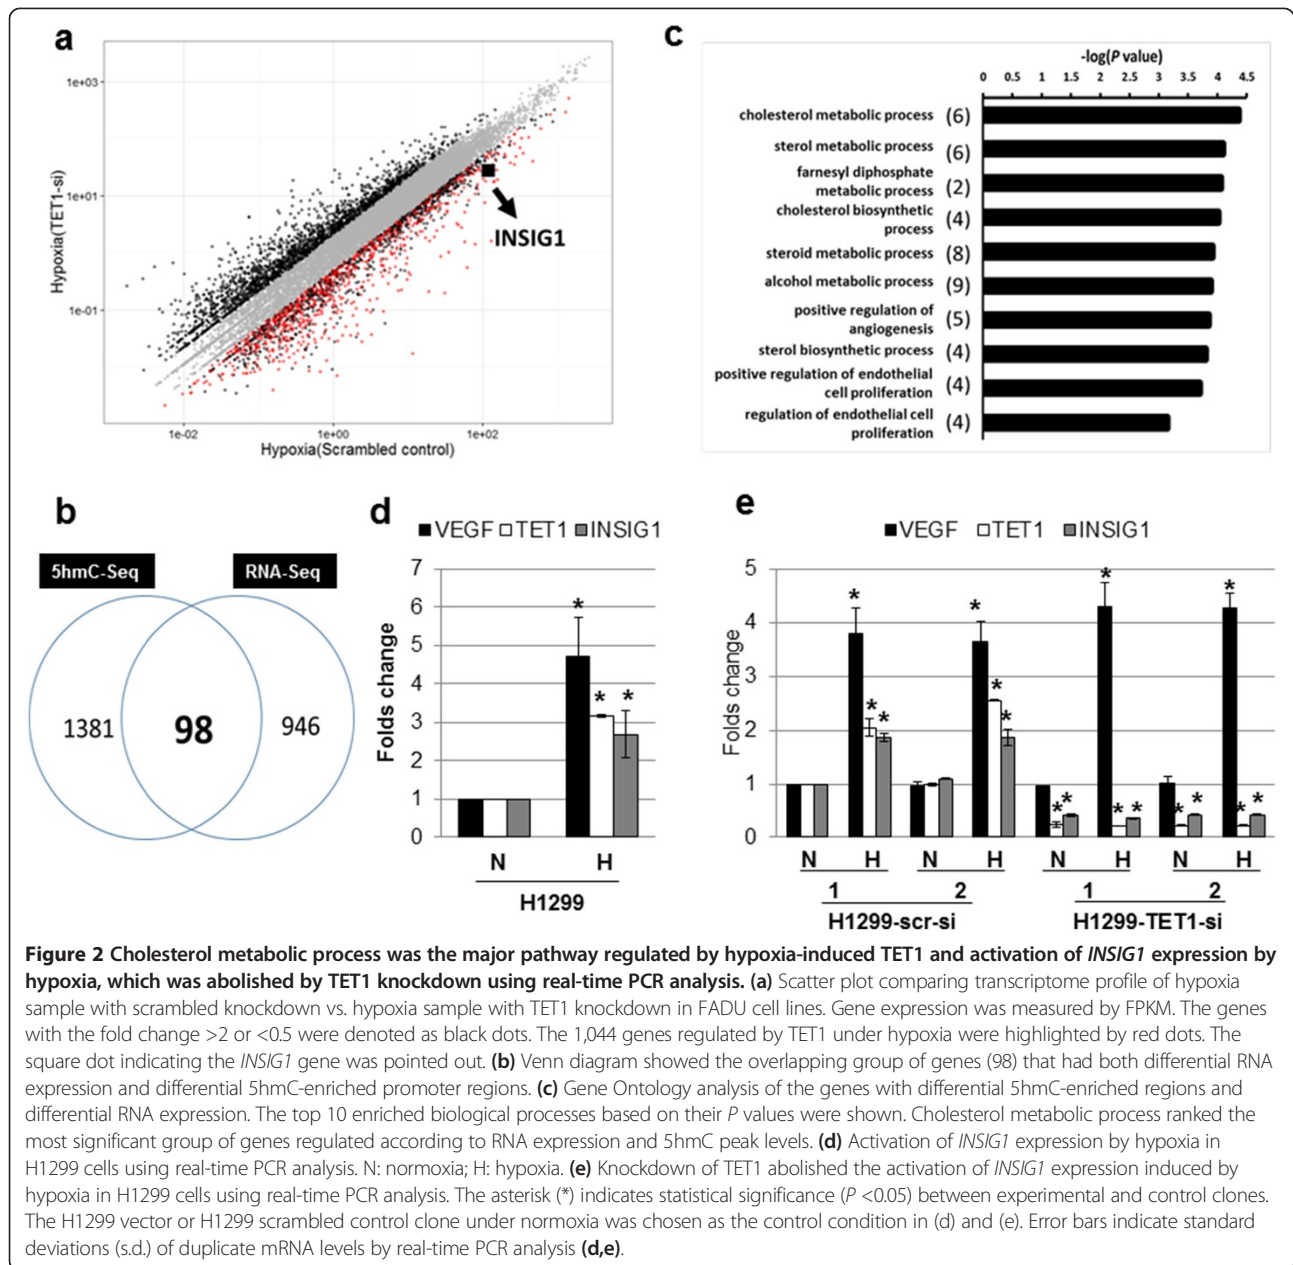 a
Hypoxia(TET1-si)
1e+03
1e+01
1e-01
INSIG1
1e-02 1e+00 1e+02
Hypoxia(Scrambled control)
c
-log(P value)
0 0.5 1 1.5 2 2.5 3 3.5 4 4.5
cholesterol metabolic process (6)
sterol metabolic process (6)
farnesyl diphosphate
metabolic process (2)
cholesterol biosynthetic
process (4)
steroid metabolic process (8)
alcohol metabolic process (9)
positive regulation of
angiogenesis (5)
sterol biosynthetic process (4)
positive regulation of endothelial
cell proliferation (4)
regulation of endothelial cell
proliferation (4)
b
5hmC-Seq RNA-Seq
1381 98 946
d
VEGF TET1 INSIG1
Folds change
7
6
5
4
3
2
1
0
* * *
N H
H1299
e
VEGF TET1 INSIG1
Folds change
5
4
3
2
1
0
* * * * * * * * * * * * * * * *
N H N H N H N H
1 2 1 2
H1299-scr-si H1299-TET1-si
Figure 2 Cholesterol metabolic process was the major pathway regulated by hypoxia-induced TET1 and activation of INSIG1 expression by
hypoxia, which was abolished by TET1 knockdown using real-time PCR analysis. (a) Scatter plot comparing transcriptome profile of hypoxia
sample with scrambled knockdown vs. hypoxia sample with TET1 knockdown in FADU cell lines. Gene expression was measured by FPKM. The genes
with the fold change >2 or <0.5 were denoted as black dots. The 1,044 genes regulated by TET1 under hypoxia were highlighted by red dots. The
square dot indicating the INSIG1 gene was pointed out. (b) Venn diagram showed the overlapping group of genes (98) that had both differential RNA
expression and differential 5hmC-enriched promoter regions. (c) Gene Ontology analysis of the genes with differential 5hmC-enriched regions and
differential RNA expression. The top 10 enriched biological processes based on their P values were shown. Cholesterol metabolic process ranked the
most significant group of genes regulated according to RNA expression and 5hmC peak levels. (d) Activation of INSIG1 expression by hypoxia in
H1299 cells using real-time PCR analysis. N: normoxia; H: hypoxia. (e) Knockdown of TET1 abolished the activation of INSIG1 expression induced by
hypoxia in H1299 cells using real-time PCR analysis. The asterisk (*) indicates statistical significance (P <0.05) between experimental and control clones.
The H1299 vector or H1299 scrambled control clone under normoxia was chosen as the control condition in (d) and (e). Error bars indicate standard
deviations (s.d.) of duplicate mRNA levels by real-time PCR analysis (d,e).